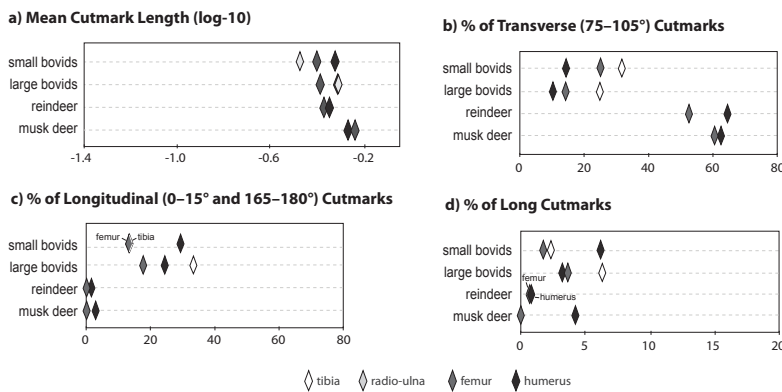 a) Mean Cutmark Length (log-10)
small bovids
large bovids
reindeer
musk deer
-1.4 -1.0 -0.6 -0.2
b) % of Transverse (75–105°) Cutmarks
small bovids
large bovids
reindeer
musk deer
0 20 40 60 80
c) % of Longitudinal (0–15° and 165–180°) Cutmarks
femur tibia
small bovids
large bovids
reindeer
musk deer
0 20 40 60 80
d) % of Long Cutmarks
small bovids
large bovids
femur
reindeer
humerus
musk deer
0 5 10 15 20
tibia radio-ulna femur humerus